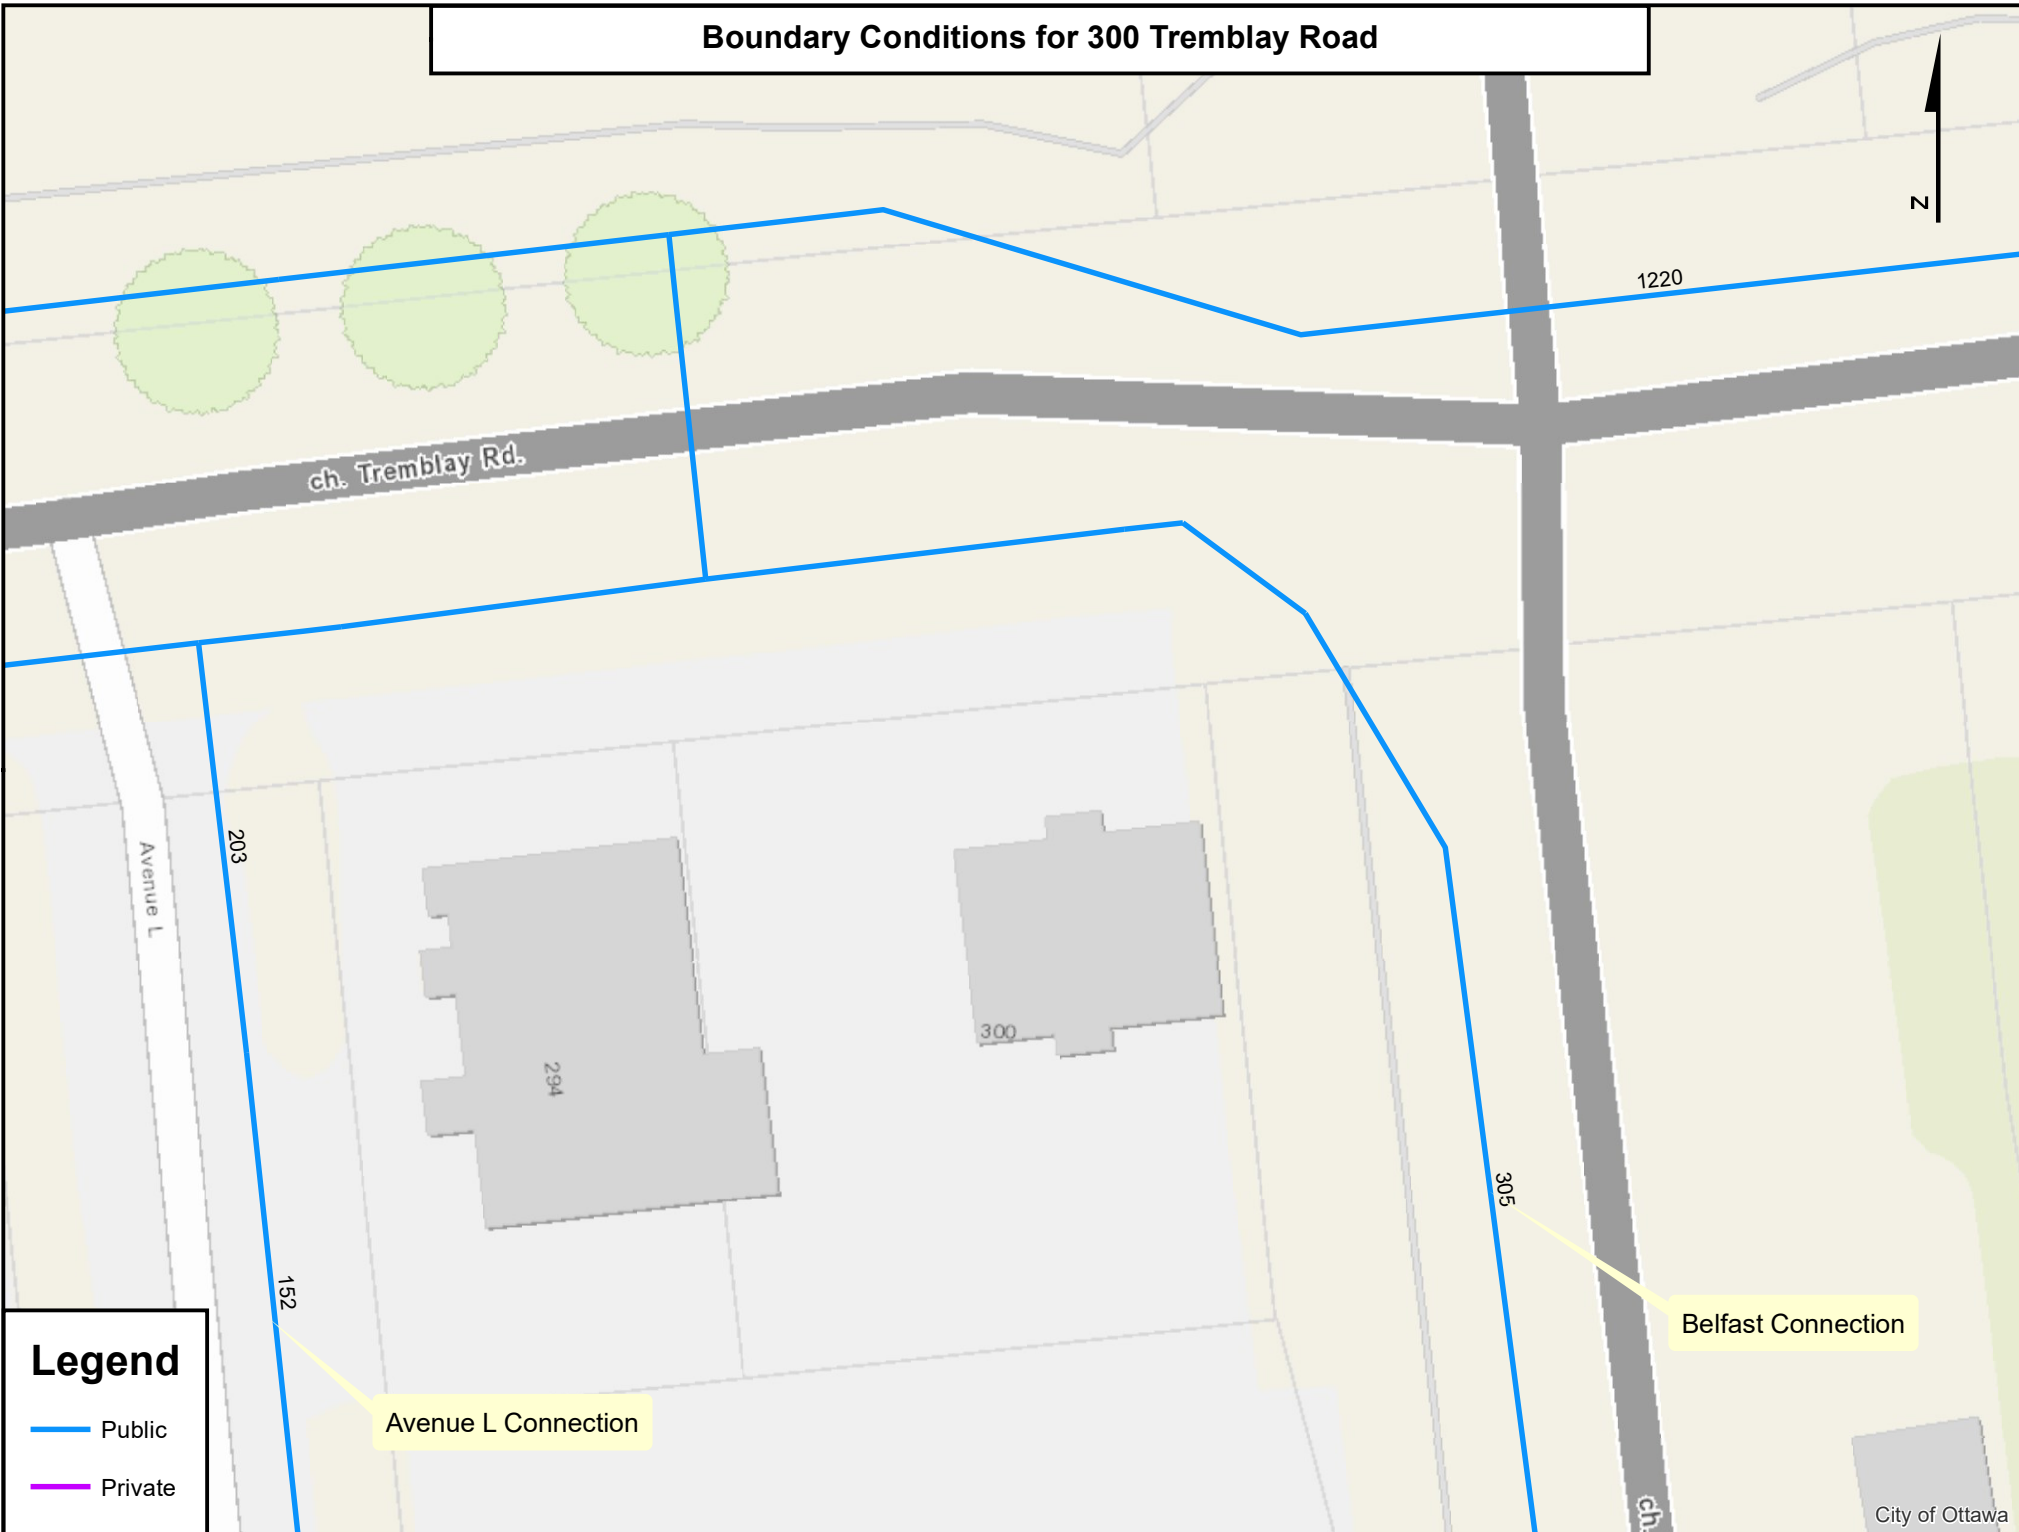 Boundary Conditions for 300 Tremblay Road
N
1220
ch. Tremblay Rd.
203
Avenue L
300
294
305
152
Belfast Connection
Avenue L Connection
Legend
Public
Private
ch.
City of Ottawa